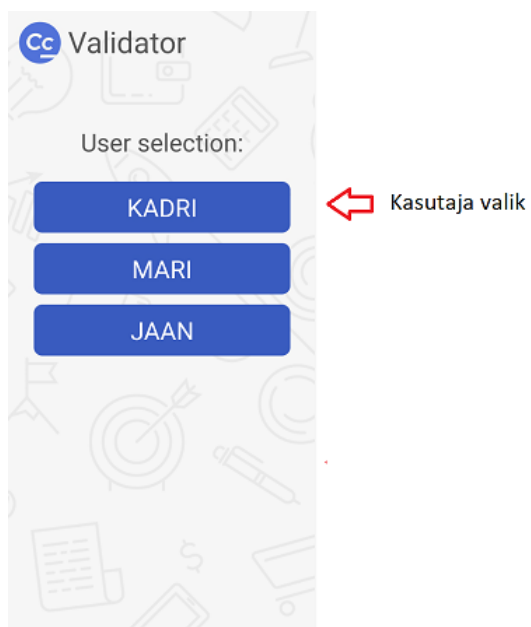 Cc Validator
User selection:
KADRI
Kasutaja valik
MARI
JAAN